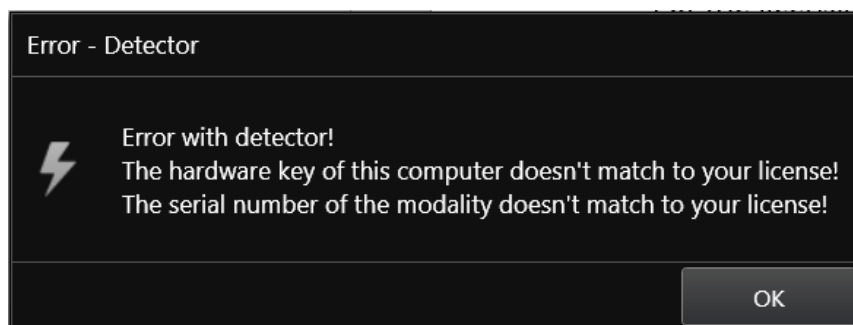 Error - Detector
Error with detector!
The hardware key of this computer doesn't match to your license!
The serial number of the modality doesn't match to your license!
OK